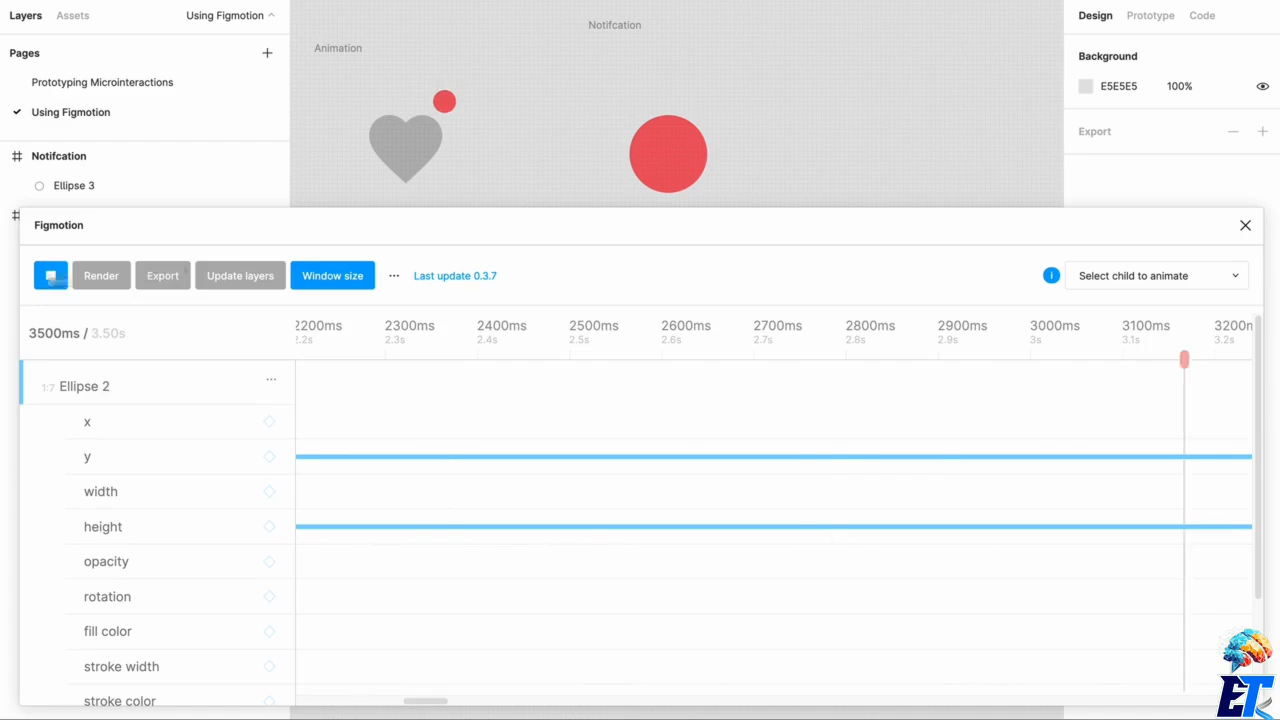 Layers
Assets
Using Figmotion
Pages
Prototyping Microinteractions
Using Figmotion
Notifcation
Ellipse 3
Animation
Notifcation
Design
Prototype
Code
Background
E5E5E5
100%
Export
Figmotion
Render
Export
Update layers
Window size
Last update 0.3.7
i
Select child to animate
3500ms / 3.50s
2200ms
2300ms
2400ms
2500ms
2600ms
2700ms
2800ms
2900ms
3000ms
3100ms
3200m
2.2s
2.3s
2.4s
2.5s
2.6s
2.7s
2.8s
2.9s
3s
3.1s
3.2s
1:7 Ellipse 2
x
y
width
height
opacity
rotation
fill color
stroke width
stroke color
ET